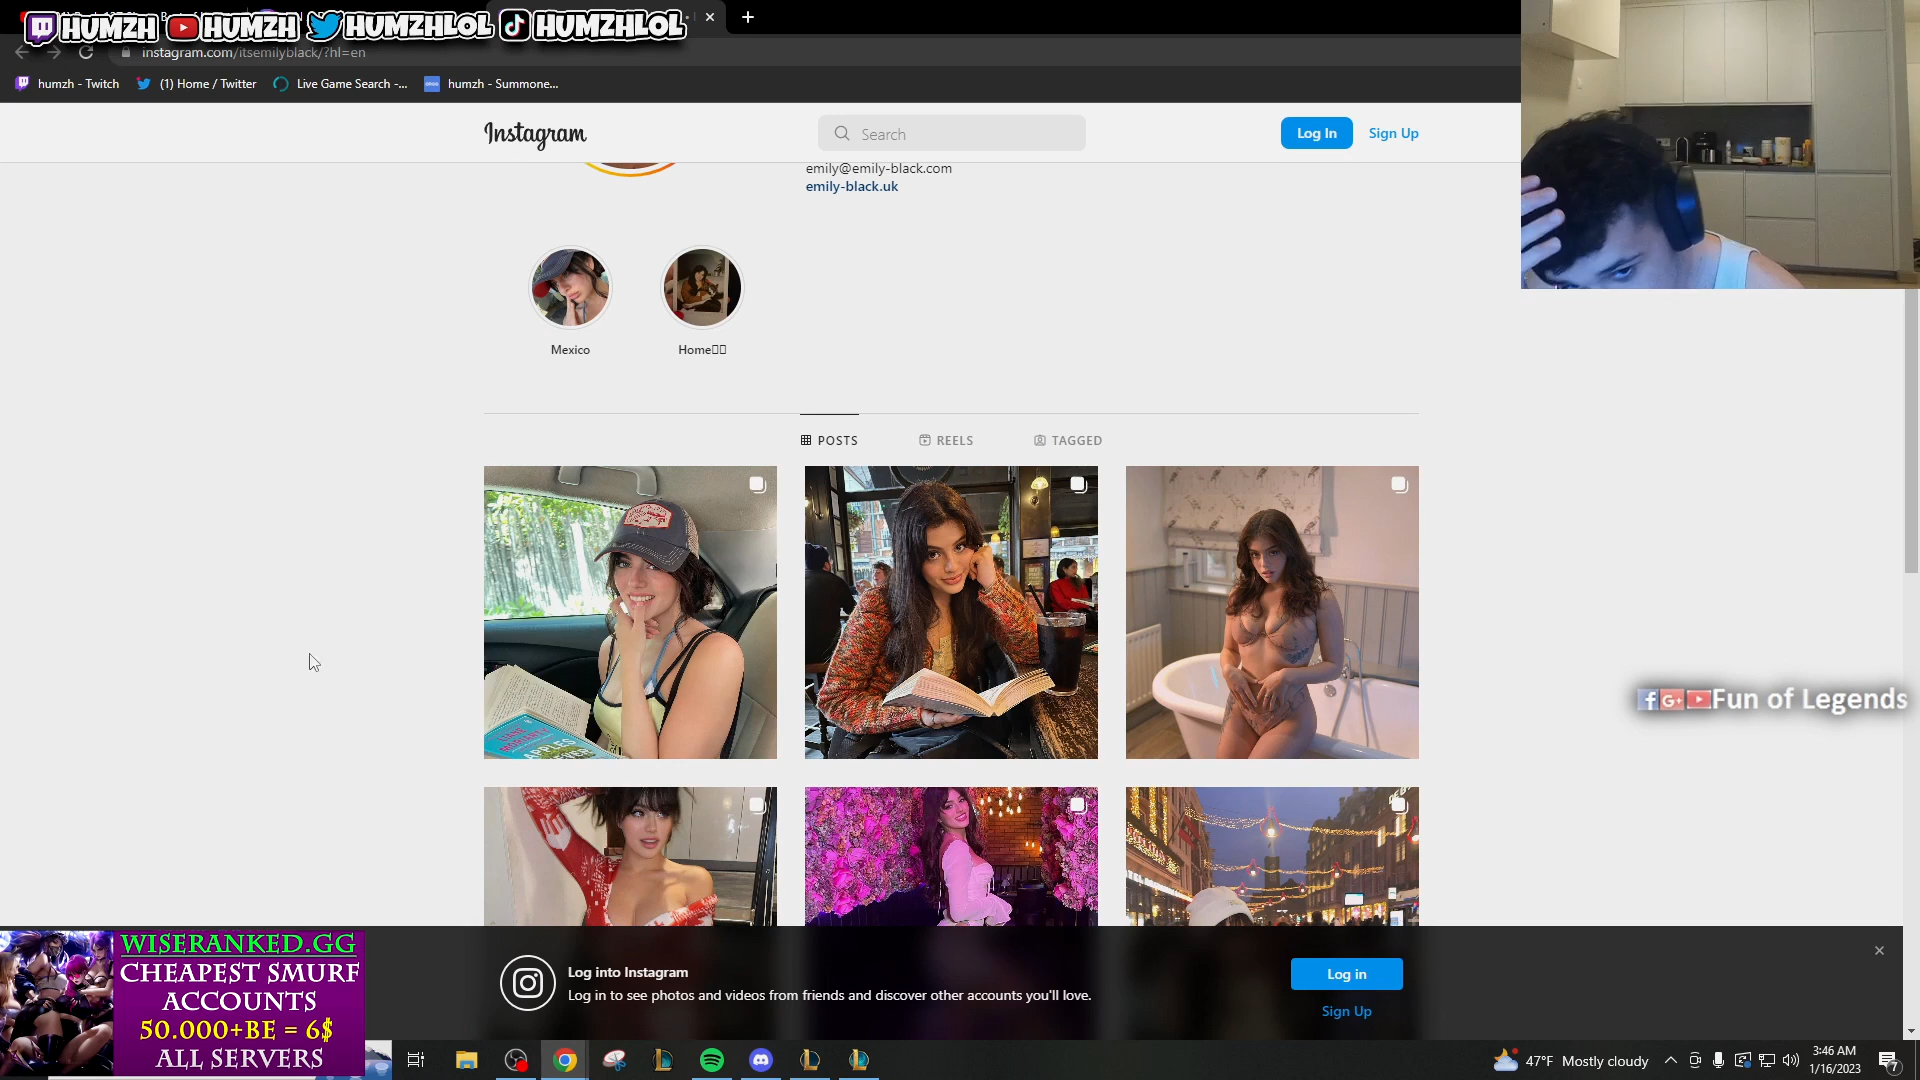 HUMZH HUMZH HUMZHLOL HUMZHLOL
instagram.com/itsemilyblack/?hl=en
humzh - Twitch (1) Home / Twitter Live Game Search -... humzh - Summone...
Instagram Search Log In Sign Up
emily@emily-black.com
emily-black.uk
Mexico Home
POSTS REELS TAGGED
Fun of Legends
WISERANKED.GG
CHEAPEST SMURF
ACCOUNTS
50.000+BE = 6$
ALL SERVERS
Log into Instagram
Log in to see photos and videos from friends and discover other accounts you'll love.
Log in
Sign Up
47°F Mostly cloudy
3:46 AM
1/16/2023
7